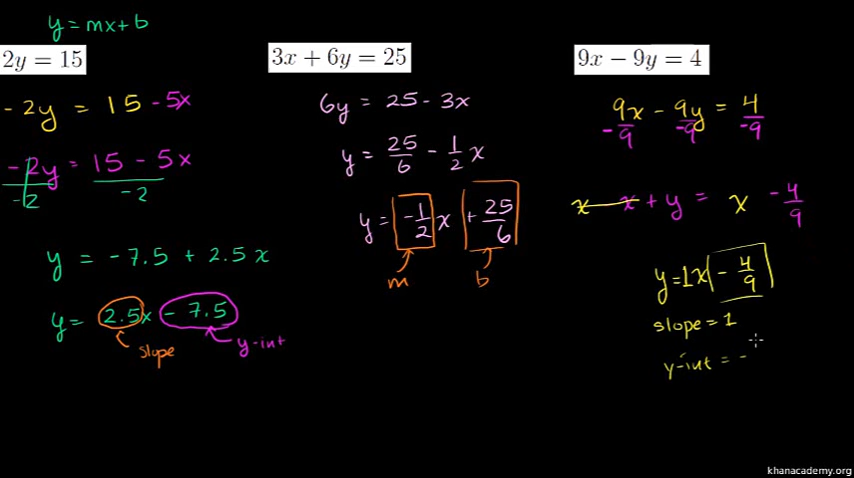 y = mx + b
2y = 15
-2y = 15 - 5x
-2y = 15 - 5x
-2    -2
y = -7.5 + 2.5x
y = 2.5x - 7.5
slope
y-int
3x + 6y = 25
6y = 25 - 3x
y = 25/6 - 1/2 x
y = -1/2 x + 25/6
m
b
9x - 9y = 4
9x/-9 - 9y/-9 = 4/-9
x - x + y = x - 4/9
y = 1x - 4/9
slope = 1
y-int = -
khanacademy.org